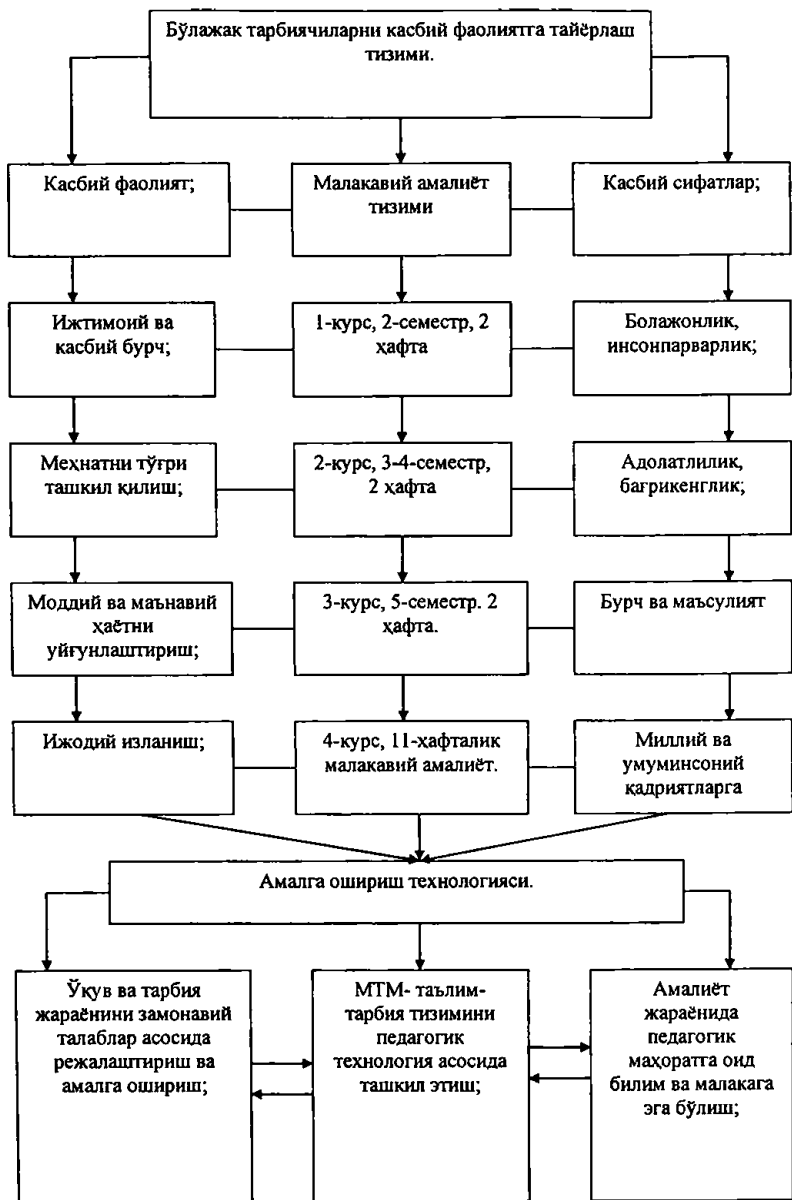 Бўлажак тарбиячиларни касбий фаолиятга тайёрлаш
тизими.
Касбий фаолият;
Малакавий амалиёт
тизими
Касбий сифатлар;
Ижтимоий ва
касбий бурч;
1-курс, 2-семестр, 2
ҳафта
Болажонлик,
инсонпарварлик;
Меҳнатни тўғри
ташкил қилиш;
2-курс, 3-4-семестр,
2 ҳафта
Адолатлилик,
бағрикенглик;
Моддий ва маънавий
ҳаётни
уйғунлаштириш;
3-курс, 5-семестр. 2
ҳафта.
Бурч ва маъсулият
Ижодий изланиш;
4-курс, 11-ҳафталик
малакавий амалиёт.
Миллий ва
умуминсоний
қадриятларга
Амалга ошириш технологияси.
Ўқув ва тарбия
жараёнини замонавий
талаблар асосида
режалаштириш ва
амалга ошириш;
МТМ- таълим-
тарбия тизимини
педагогик
технология асосида
ташкил этиш;
Амалиёт
жараёнида
педагогик
маҳоратга оид
билим ва малакага
эга бўлиш;